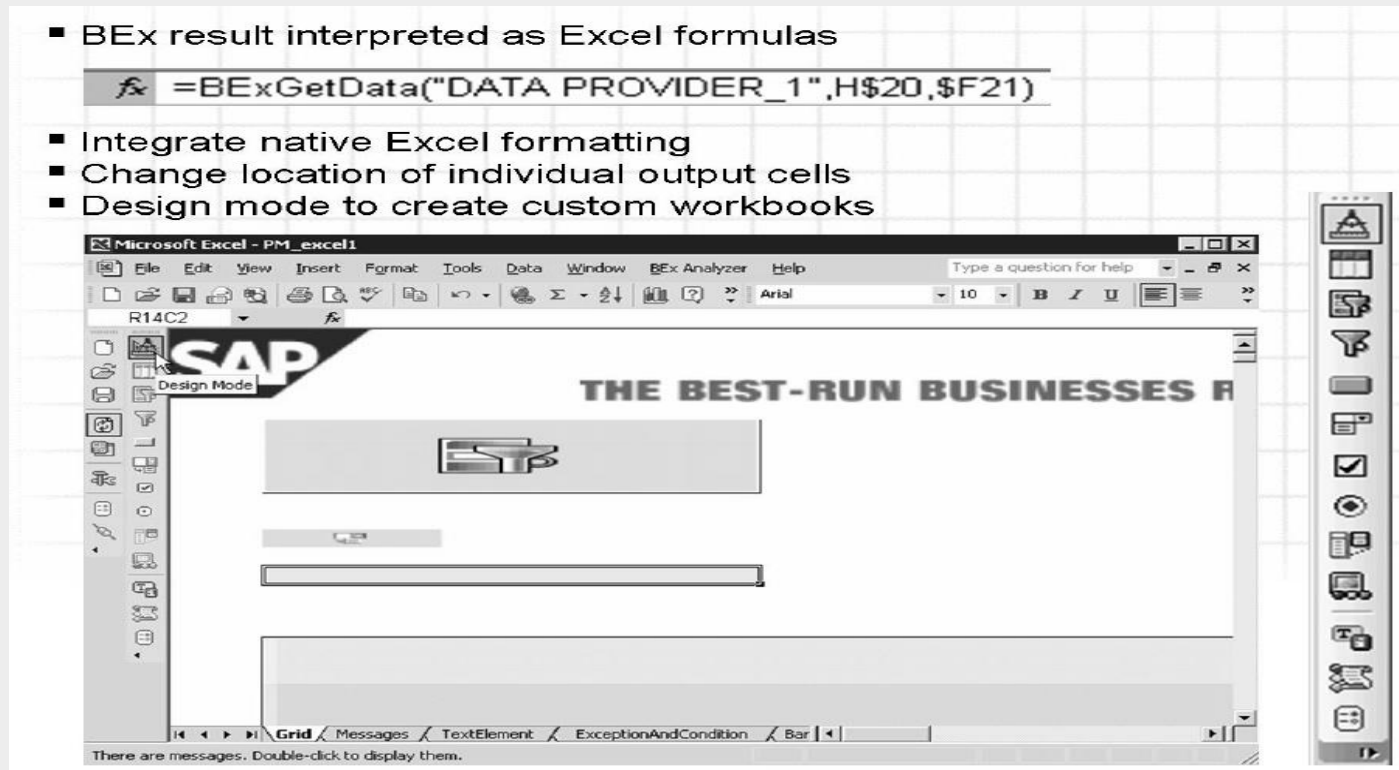 ▪ BEx result interpreted as Excel formulas
fx =BExGetData("DATA PROVIDER_1",H$20,$F21)
▪ Integrate native Excel formatting
▪ Change location of individual output cells
▪ Design mode to create custom workbooks
Microsoft Excel - PM_excel1
File Edit View Insert Format Tools Data Window BEx Analyzer Help Type a question for help
Arial 10 B I U
R14C2 fx
SAP
Design Mode
THE BEST-RUN BUSINESSES R
Grid Messages TextElement ExceptionAndCondition Bar
There are messages. Double-click to display them.